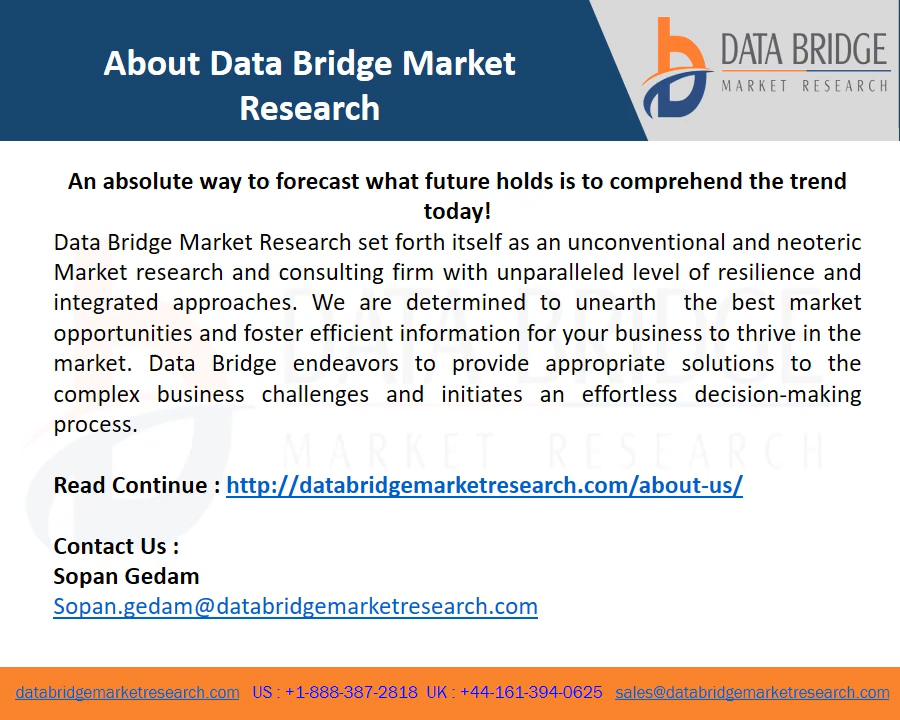 About Data Bridge Market
Research
DATA BRIDGE
MARKET RESEARCH
An absolute way to forecast what future holds is to comprehend the trend
today!
Data Bridge Market Research set forth itself as an unconventional and neoteric
Market research and consulting firm with unparalleled level of resilience and
integrated approaches. We are determined to unearth the best market
opportunities and foster efficient information for your business to thrive in the
market. Data Bridge endeavors to provide appropriate solutions to the
complex business challenges and initiates an effortless decision-making
process.
DATA BRIDGE
MARKET RESEARCH
Read Continue : http://databridgemarketresearch.com/about-us/
Contact Us :
Sopan Gedam
Sopan.gedam@databridgemarketresearch.com
databridgemarketresearch.com US : +1-888-387-2818 UK : +44-161-394-0625 sales@databridgemarketresearch.com